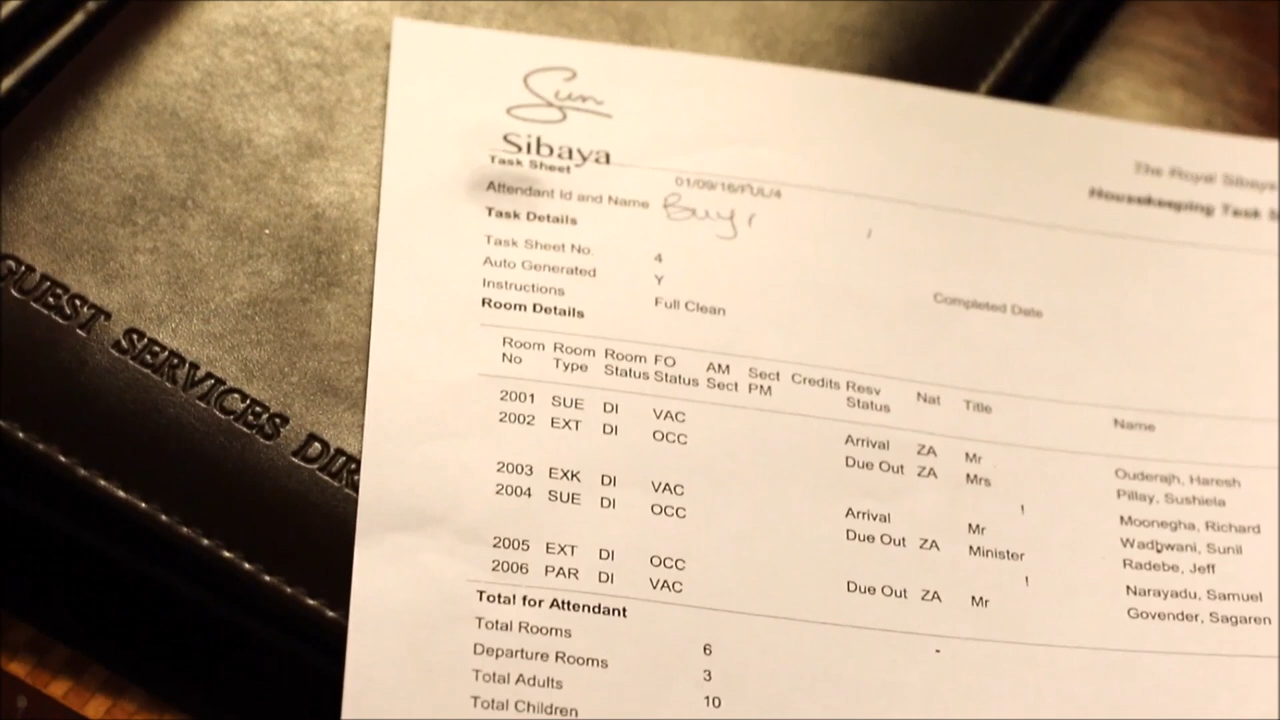 Sun
Sibaya
The Royal Sibaya
Task Sheet
01/09/16/FUL/4
Housekeeping Task S
Attendant Id and Name Buyi
Task Details
Task Sheet No. 4
Auto Generated Y
Completed Date
Instructions Full Clean
Room Details
Room No Room Type Room Status FO Status AM Sect Sect PM Credits Resv Status Nat Title Name
2001 SUE DI VAC Arrival ZA Mr Ouderajh, Haresh
2002 EXT DI OCC Due Out ZA Mrs Pillay, Sushiela
! Moonegha, Richard
2003 EXK DI VAC Arrival Mr Wadhwani, Sunil
2004 SUE DI OCC Due Out ZA Minister Radebe, Jeff
! Narayadu, Samuel
2005 EXT DI OCC Due Out ZA Mr Govender, Sagaren
2006 PAR DI VAC
Total for Attendant
Total Rooms 6 -
Departure Rooms 3
Total Adults 10
Total Children
GUEST SERVICES DIR